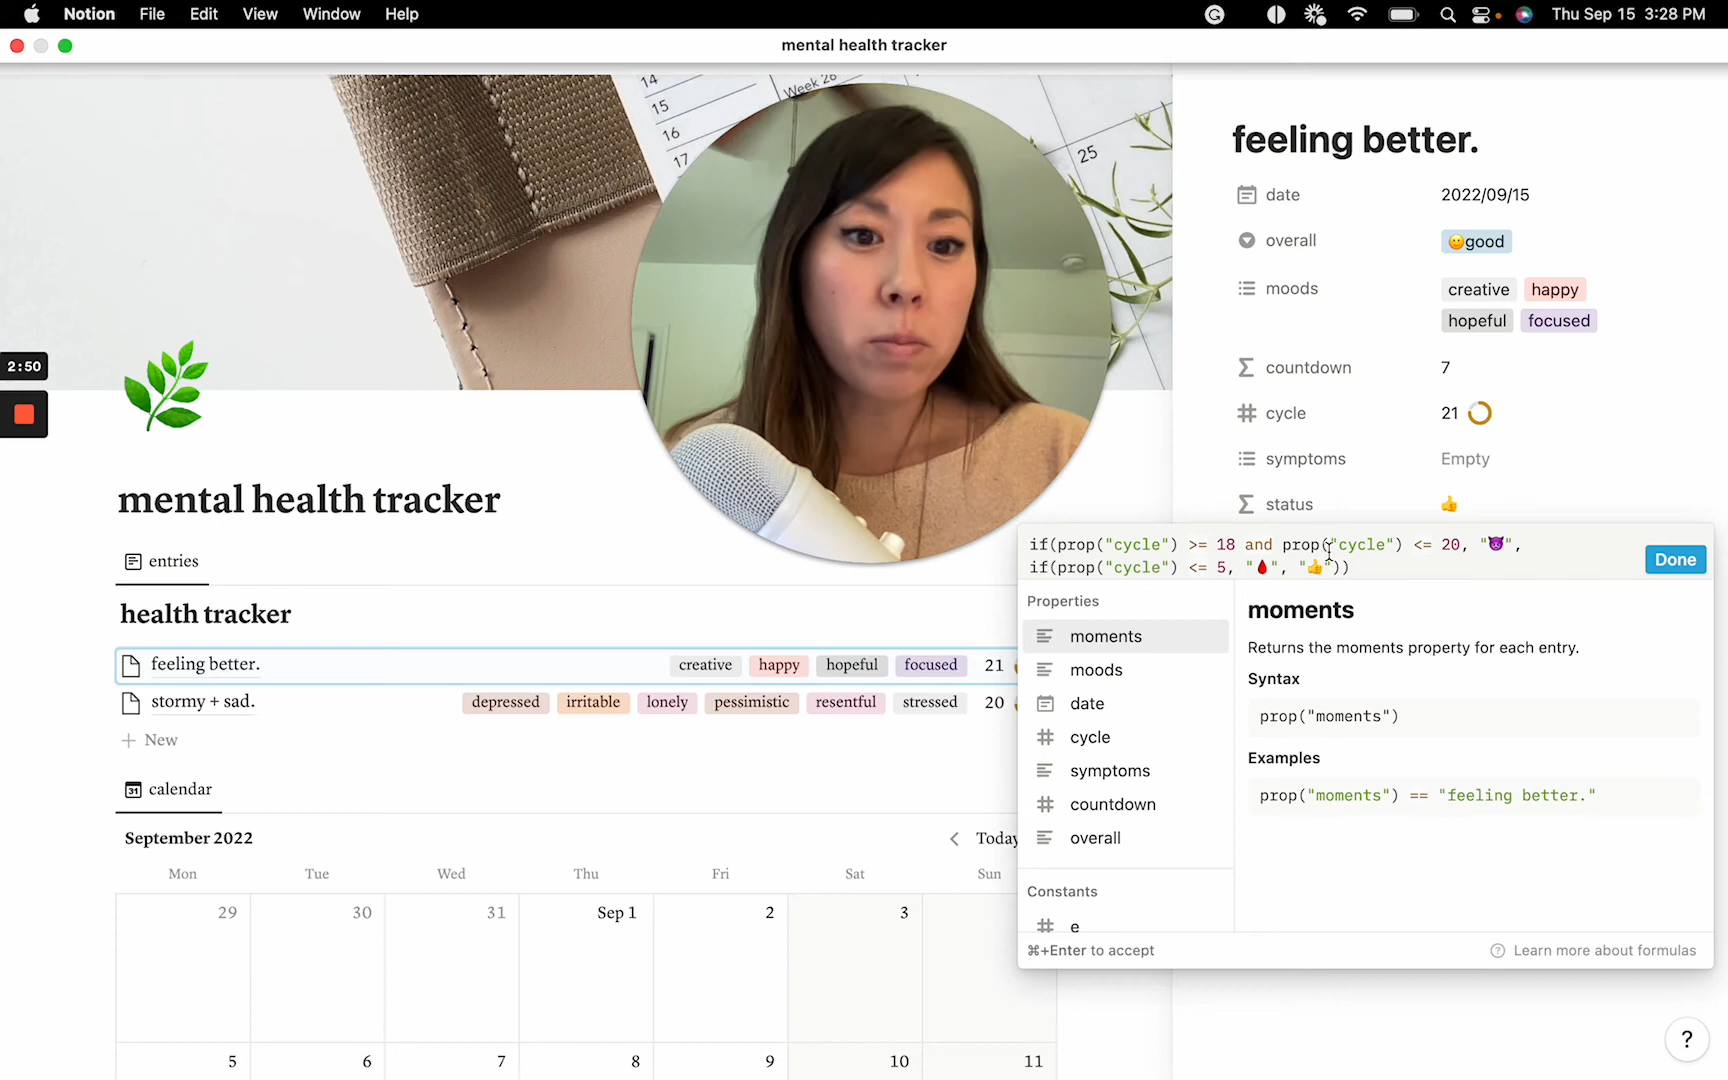 Notion File Edit View Window Help
Thu Sep 15 3:28 PM
mental health tracker
14
15
16
17
Week 26
25
2:50
mental health tracker
entries
health tracker
feeling better. creative happy hopeful focused 21
stormy + sad. depressed irritable lonely pessimistic resentful stressed 20
+ New
31 calendar
September 2022 < Today
Mon Tue Wed Thu Fri Sat Sun
29 30 31 Sep 1 2 3
5 6 7 8 9 10 11
feeling better.
date 2022/09/15
overall 🙂good
moods creative happy
hopeful focused
countdown 7
cycle 21
symptoms Empty
status 👍
if(prop("cycle") >= 18 and prop("cycle") <= 20, "😈",
if(prop("cycle") <= 5, "🩸", "👍"))
Done
Properties
moments
moods
date
cycle
symptoms
countdown
overall
Constants
e
moments
Returns the moments property for each entry.
Syntax
prop("moments")
Examples
prop("moments") == "feeling better."
⌘+Enter to accept
? Learn more about formulas
?